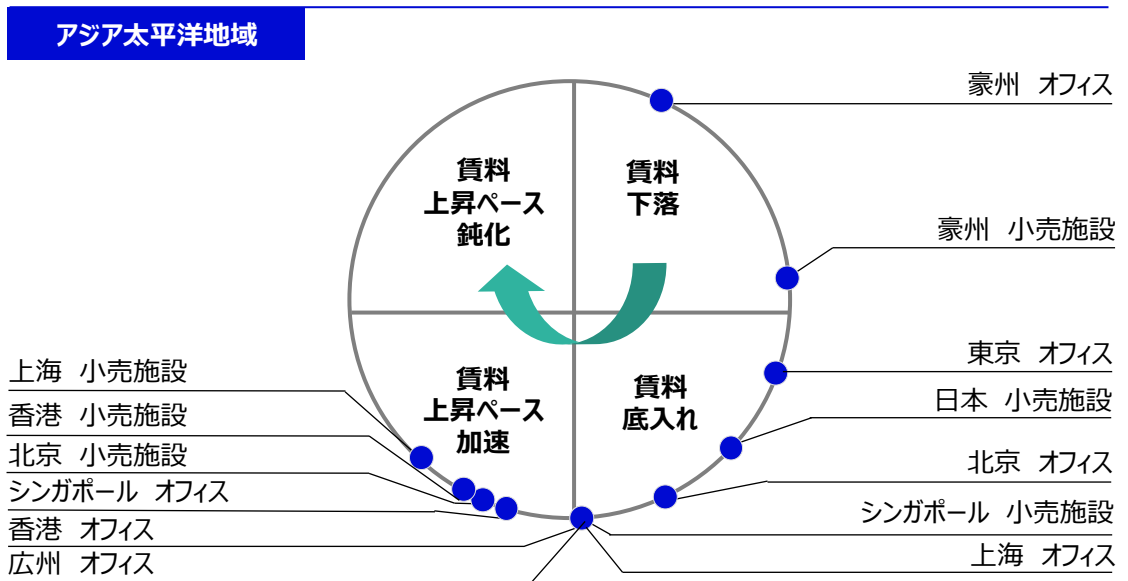 アジア太平洋地域
賃料
上昇ペース
鈍化
賃料
下落
賃料
上昇ペース
加速
賃料
底入れ
豪州 オフィス
豪州 小売施設
東京 オフィス
日本 小売施設
北京 オフィス
シンガポール 小売施設
上海 オフィス
上海 小売施設
香港 小売施設
北京 小売施設
シンガポール オフィス
香港 オフィス
広州 オフィス